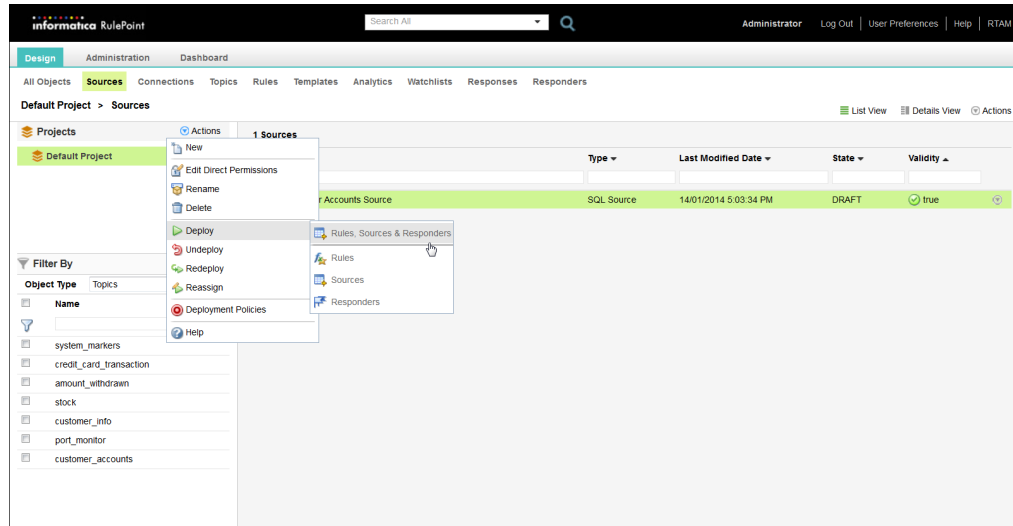 informatica RulePoint
Search All
Administrator Log Out | User Preferences | Help | RTAM
Design Administration Dashboard
All Objects Sources Connections Topics Rules Templates Analytics Watchlists Responses Responders
Default Project > Sources
List View Details View Actions
Projects Actions
1 Sources
Default Project
New
Edit Direct Permissions
Rename
Delete
Deploy
Undeploy
Redeploy
Reassign
Deployment Policies
Help
Rules, Sources & Responders
Rules
Sources
Responders
Type Last Modified Date State Validity
r Accounts Source SQL Source 14/01/2014 5:03:34 PM DRAFT true
Filter By
Object Type Topics
Name
system_markers
credit_card_transaction
amount_withdrawn
stock
customer_info
port_monitor
customer_accounts